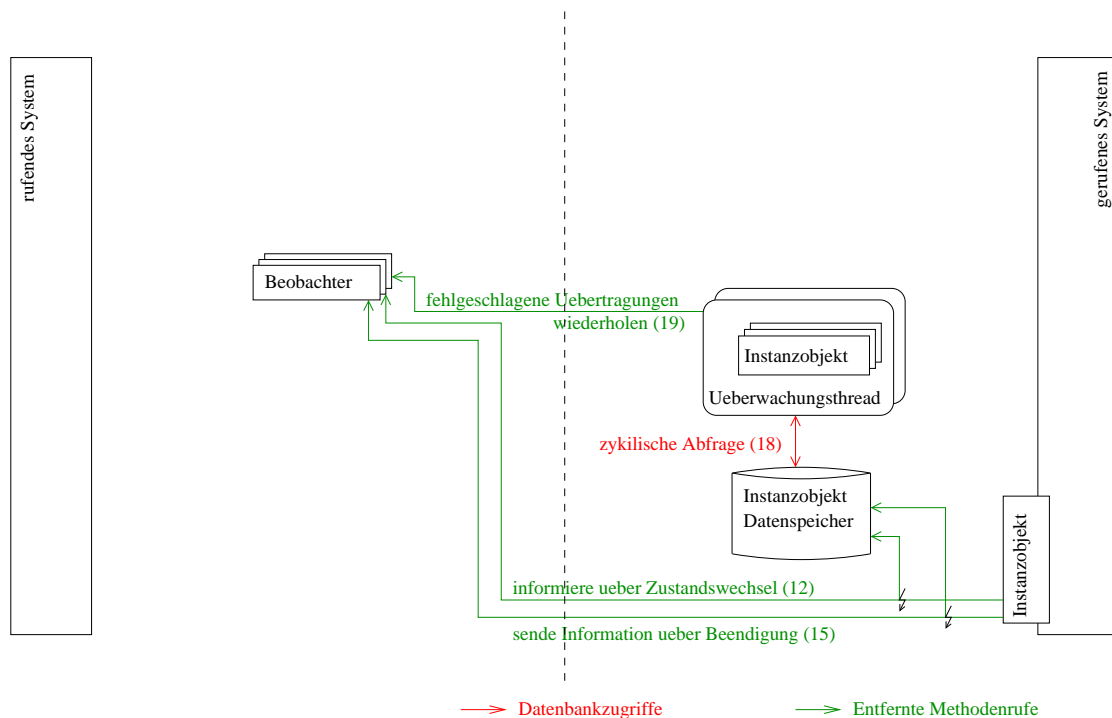 rufendes System
gerufenes System
Beobachter
fehlgeschlagene Uebertragungen
wiederholen (19)
Instanzobjekt
Ueberwachungsthread
zykilische Abfrage (18)
Instanzobjekt
Datenspeicher
Instanzobjekt
informiere ueber Zustandswechsel (12)
sende Information ueber Beendigung (15)
Datenbankzugriffe
Entfernte Methodenrufe